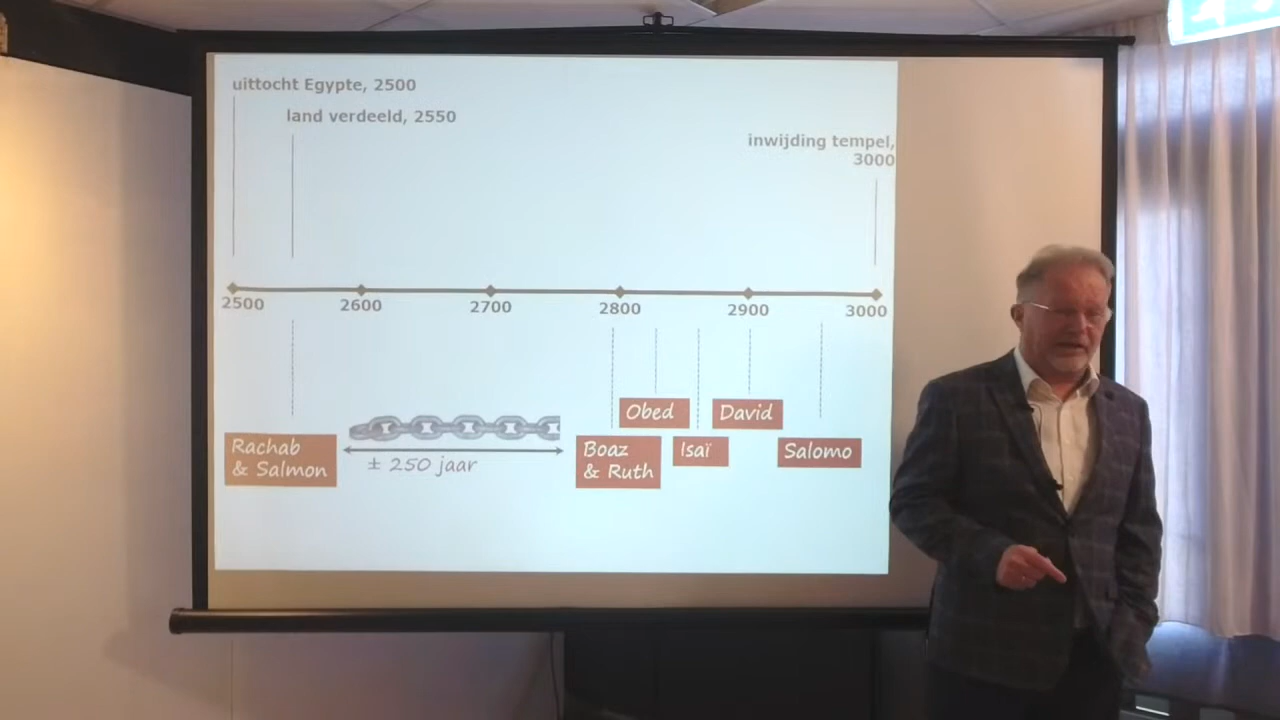 uittocht Egypte, 2500
land verdeeld, 2550
inwijding tempel,
3000
2500
2600
2700
2800
2900
3000
Obed
David
Rachab
& Salmon
± 250 jaar
Boaz
& Ruth
Isaï
Salomo